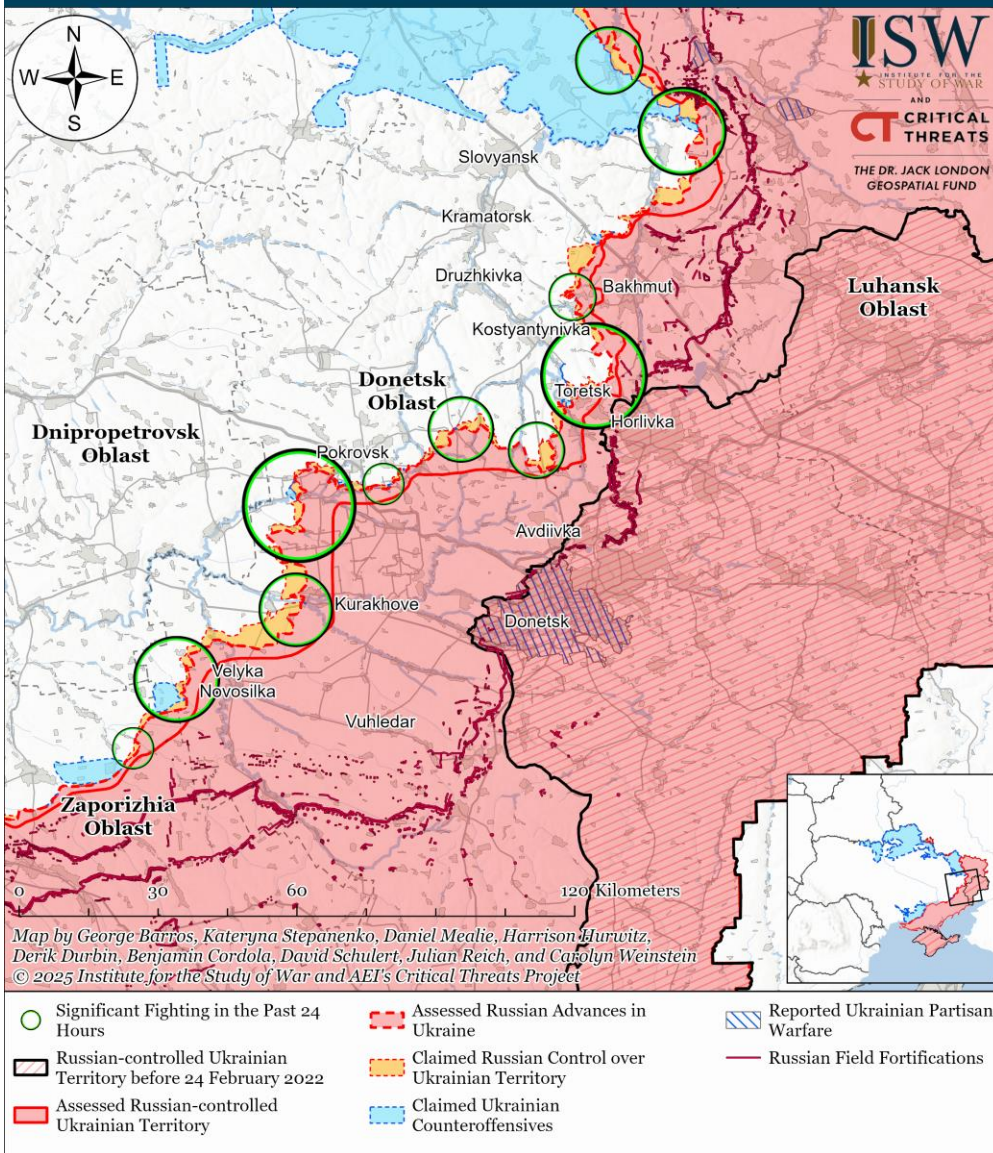 N
W E
S
ISW
INSTITUTE FOR THE
STUDY OF WAR
AND
CT CRITICAL
THREATS
THE DR. JACK LONDON
GEOSPATIAL FUND
Slovyansk
Kramatorsk
Druzhkivka
Bakhmut
Luhansk
Oblast
Kostyantynivka
Donetsk
Oblast
Toretsk
Horlivka
Dnipropetrovsk
Oblast
Pokrovsk
Avdiivka
Kurakhove
Donetsk
Velyka
Novosilka
Vuhledar
Zaporizhia
Oblast
0 30 60 120 Kilometers
Map by George Barros, Kateryna Stepanenko, Daniel Mealie, Harrison Hurwitz,
Derik Durbin, Benjamin Cordola, David Schulert, Julian Reich, and Carolyn Weinstein
© 2025 Institute for the Study of War and AEI's Critical Threats Project
Significant Fighting in the Past 24
Hours
Russian-controlled Ukrainian
Territory before 24 February 2022
Assessed Russian-controlled
Ukrainian Territory
Assessed Russian Advances in
Ukraine
Claimed Russian Control over
Ukrainian Territory
Claimed Ukrainian
Counteroffensives
Reported Ukrainian Partisan
Warfare
Russian Field Fortifications